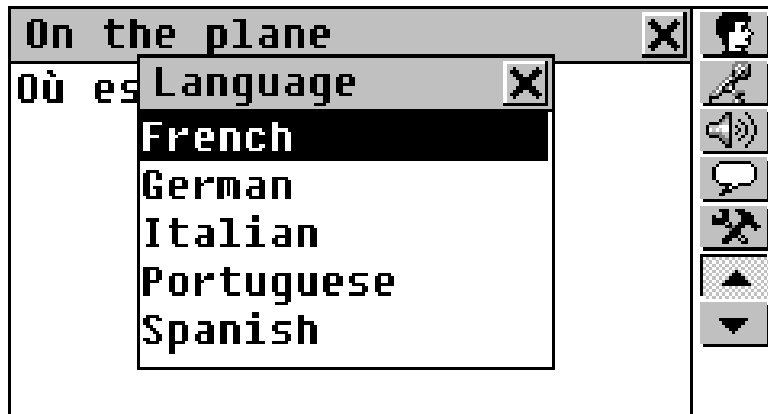 On the plane
Où es
Language
French
German
Italian
Portuguese
Spanish